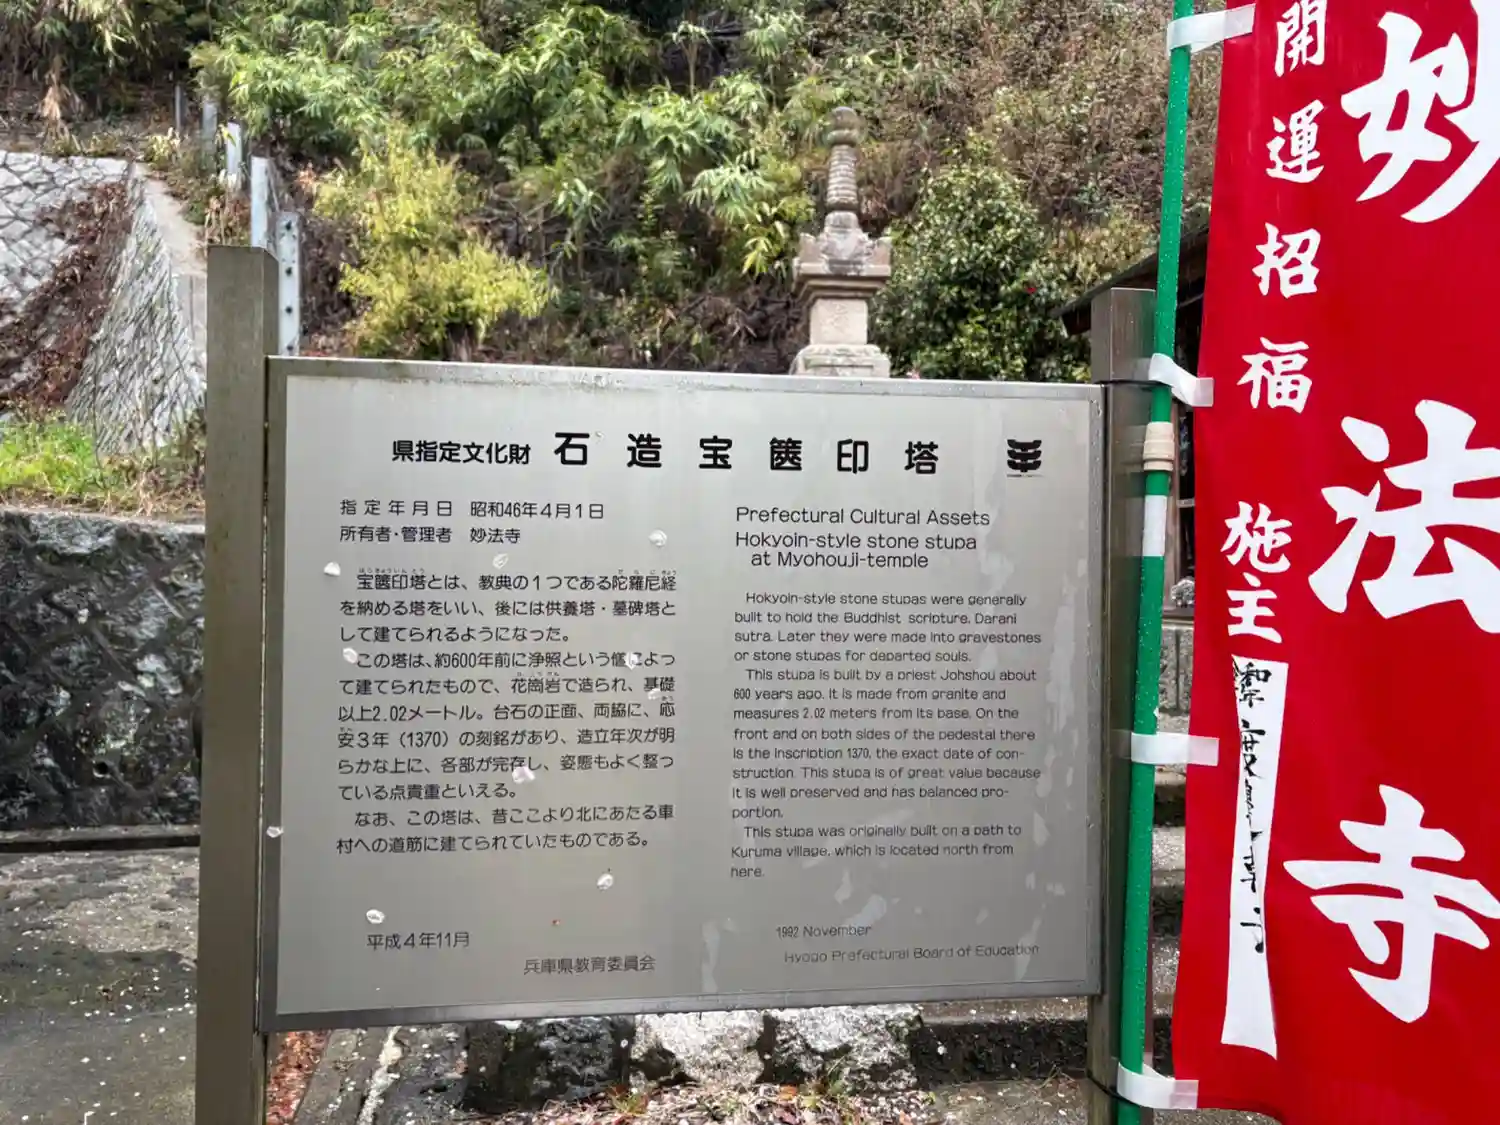 県指定文化財 石造宝篋印塔
指定年月日 昭和46年4月1日
所有者・管理者 妙法寺
宝篋印塔とは、教典の1つである陀羅尼経
を納める塔をいい、後には供養塔・墓碑塔と
して建てられるようになった。
この塔は、約600年前に浄照という僧によっ
て建てられたもので、花崗岩で造られ、基礎
以上2.02メートル。台石の正面、両脇に、応
安3年(1370)の刻銘があり、造立年次が明
らかな上に、各部が完存し、姿態もよく整っ
ている点貴重といえる。
なお、この塔は、昔ここより北にあたる車
村への道筋に建てられていたものである。
平成4年11月
兵庫県教育委員会
Prefectural Cultural Assets
Hokyoin-style stone stupa
at Myohouji-temple
Hokyoin-style stone stupas were generally
built to hold the Buddhist scripture, Darani
sutra. Later they were made into gravestones
or stone stupas for departed souls.
This stupa is built by a priest Johshou about
600 years ago. It is made from granite and
measures 2.02 meters from its base. On the
front and on both sides of the pedestal there
is the inscription 1370, the exact date of con-
struction. This stupa is of great value because
it is well preserved and has balanced pro-
portion.
This stupa was originally built on a path to
Kuruma village, which is located north from
here.
1992 November
Hyogo Prefectural Board of Education
開運招福
施主
妙法寺